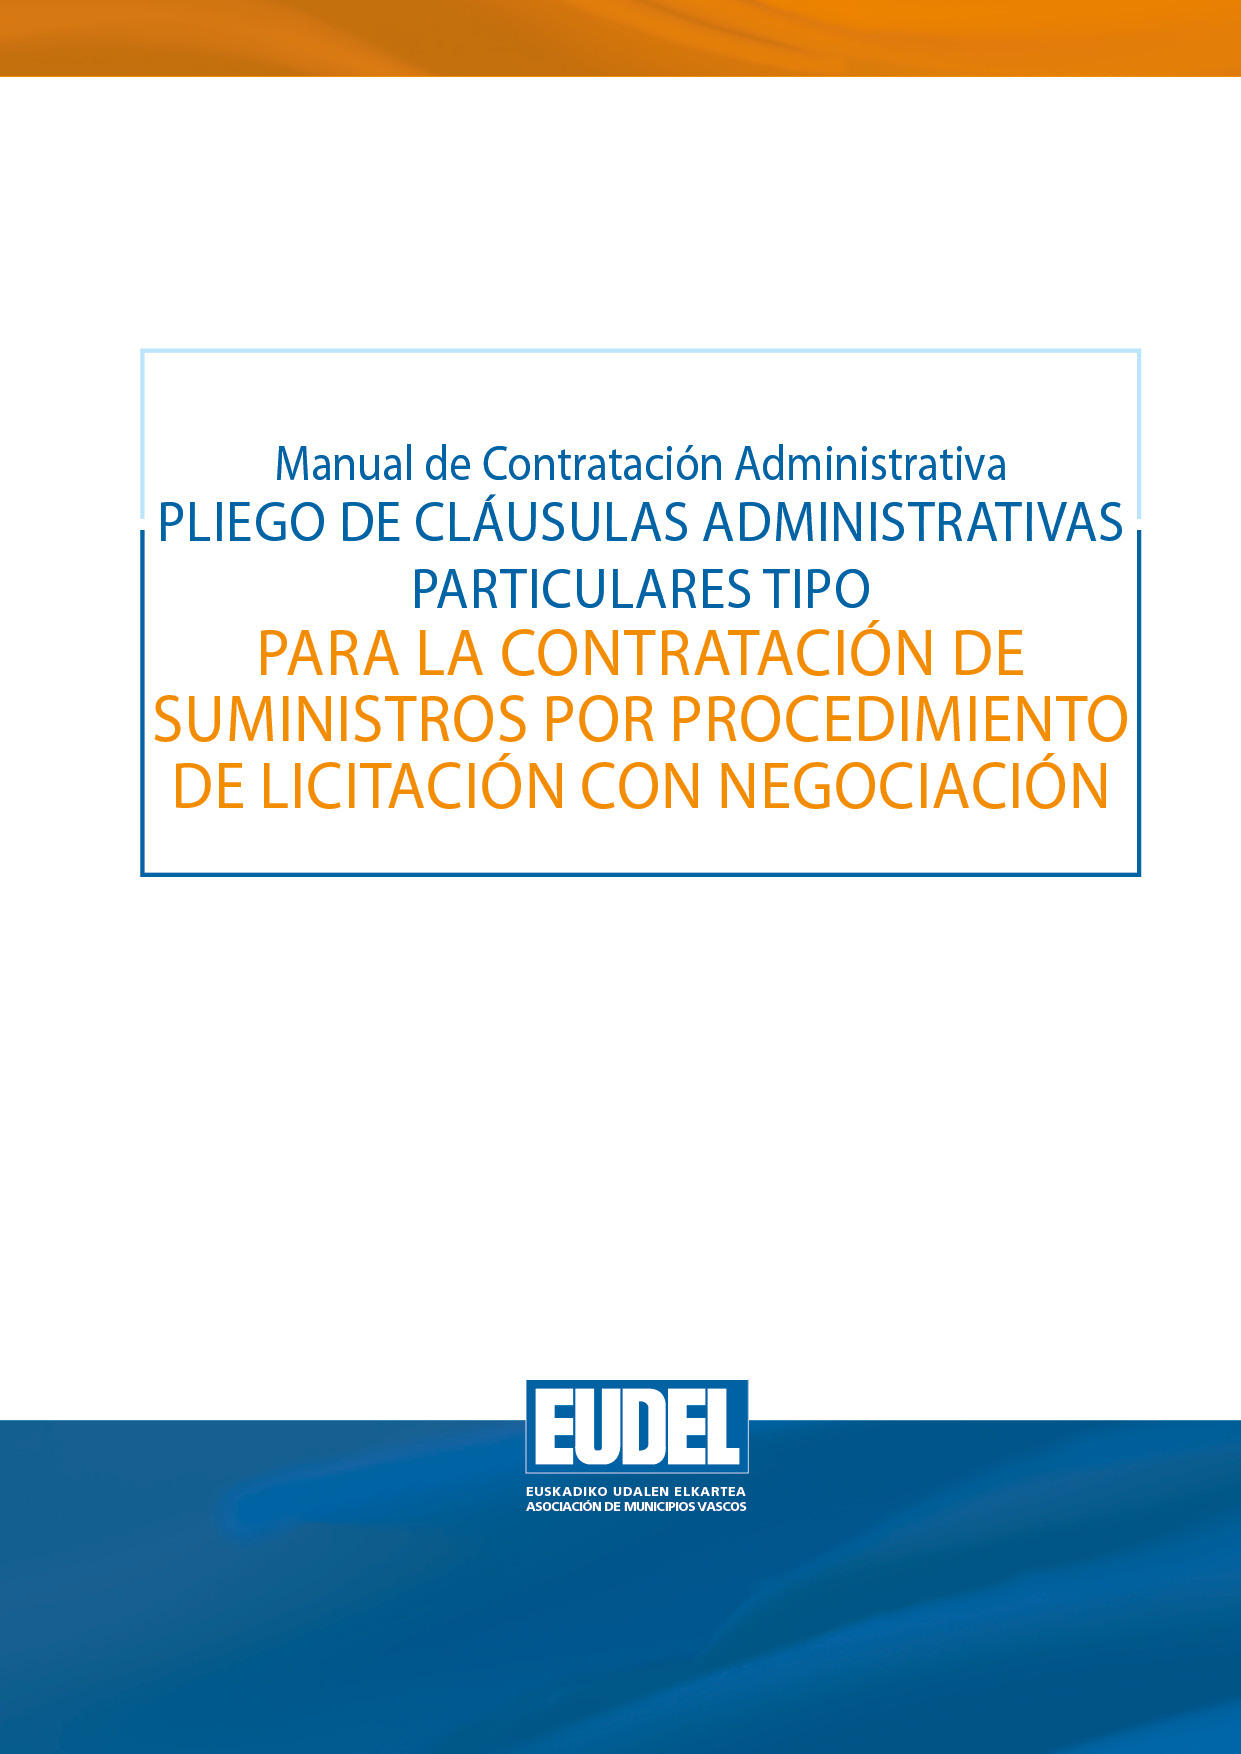 Manual de Contratación Administrativa
PLIEGO DE CLÁUSULAS ADMINISTRATIVAS
PARTICULARES TIPO
PARA LA CONTRATACIÓN DE
SUMINISTROS POR PROCEDIMIENTO
DE LICITACIÓN CON NEGOCIACIÓN
EUDEL
EUSKADIKO UDALEN ELKARTEA
ASOCIACIÓN DE MUNICIPIOS VASCOS